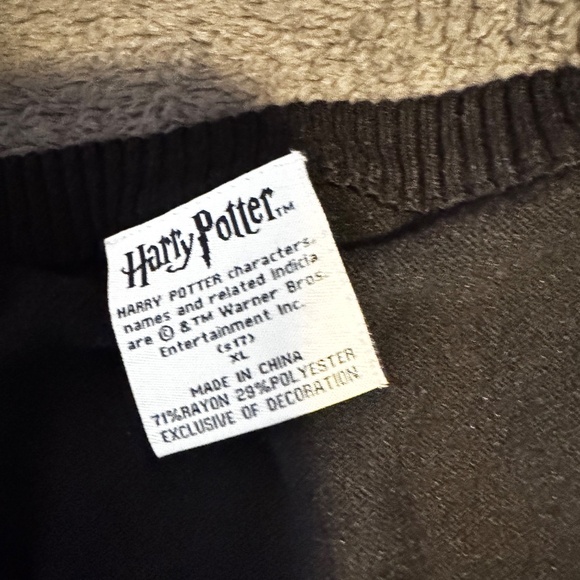 Harry Potter™
HARRY POTTER characters,
names and related indicia
are © & TM Warner Bros.
Entertainment Inc.
(s17)
XL
MADE IN CHINA
71%RAYON 29%POLYESTER
EXCLUSIVE OF DECORATION